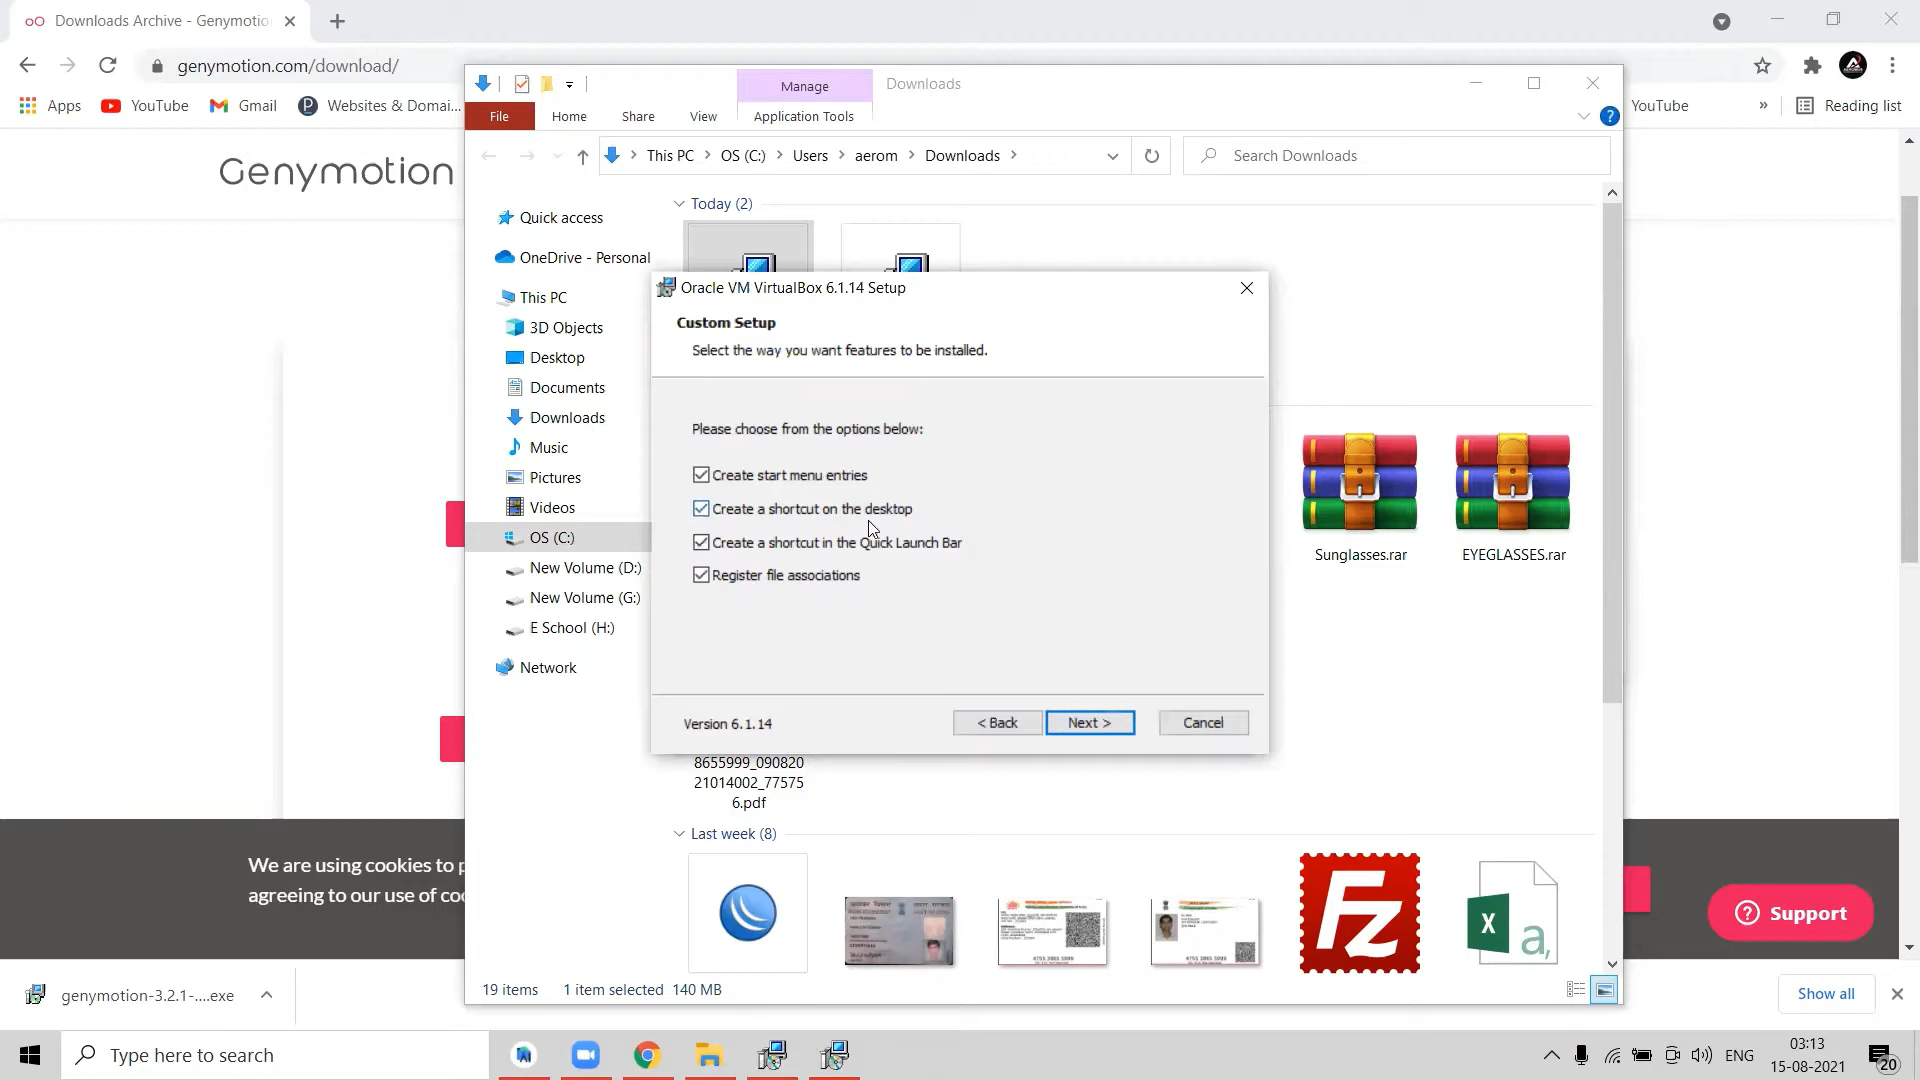 Downloads Archive - Genymotio
genymotion.com/download/
Apps
YouTube
Gmail
Websites & Domai...
YouTube
»
Reading list
Genymotion
Manage
Downloads
File
Home
Share
View
Application Tools
This PC > OS (C:) > Users > aerom > Downloads >
Search Downloads
Today (2)
Quick access
OneDrive - Personal
This PC
3D Objects
Desktop
Documents
Downloads
Music
Pictures
Videos
OS (C:)
New Volume (D:)
New Volume (G:)
E School (H:)
Network
Oracle VM VirtualBox 6.1.14 Setup
Custom Setup
Select the way you want features to be installed.
Please choose from the options below:
Create start menu entries
Create a shortcut on the desktop
Create a shortcut in the Quick Launch Bar
Register file associations
Version 6.1.14
< Back
Next >
Cancel
Sunglasses.rar
EYEGLASSES.rar
8655999_090820
21014002_77575
6.pdf
Last week (8)
Fz
X
a,
19 items
1 item selected
140 MB
We are using cookies to p
agreeing to our use of coo
Support
genymotion-3.2.1-....exe
Show all
Type here to search
ENG
03:13
15-08-2021
20